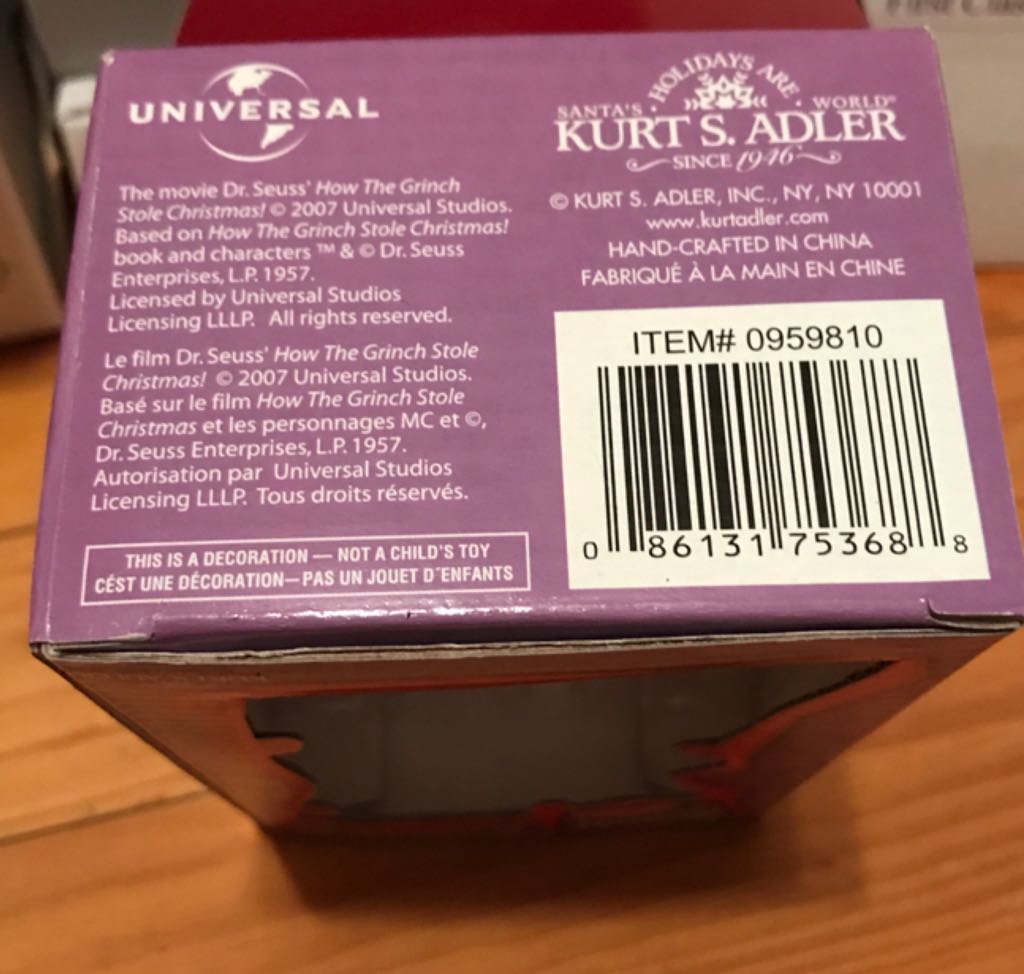 UNIVERSAL
The movie Dr. Seuss' How The Grinch
Stole Christmas! © 2007 Universal Studios.
Based on How The Grinch Stole Christmas!
book and characters ™ & © Dr. Seuss
Enterprises, L.P. 1957.
Licensed by Universal Studios
Licensing LLLP. All rights reserved.
Le film Dr. Seuss' How The Grinch Stole
Christmas! © 2007 Universal Studios.
Basé sur le film How The Grinch Stole
Christmas et les personnages MC et ©,
Dr. Seuss Enterprises, L.P. 1957.
Autorisation par Universal Studios
Licensing LLLP. Tous droits réservés.
THIS IS A DECORATION — NOT A CHILD'S TOY
CÉST UNE DÉCORATION—PAS UN JOUET D'ENFANTS
· HOLIDAYS ARE ·
SANTA'S WORLD®
KURT S. ADLER
SINCE 1946
© KURT S. ADLER, INC., NY, NY 10001
www.kurtadler.com
HAND-CRAFTED IN CHINA
FABRIQUÉ À LA MAIN EN CHINE
ITEM# 0959810
0 86131 75368 8